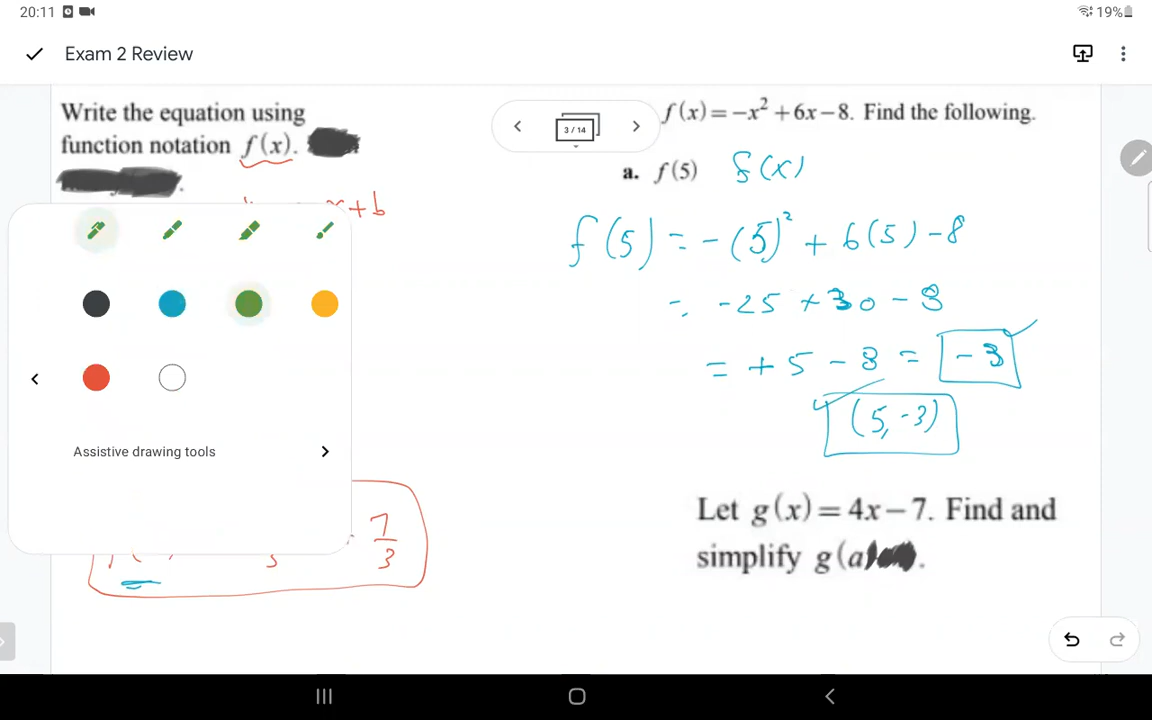 20:11 19%
Exam 2 Review
Write the equation using
function notation f(x).
x+b
Assistive drawing tools
7
3
3
3 / 14
f(x)=−x²+6x−8. Find the following.
a. f(5) f(x)
f(5) = -(5)² + 6(5) - 8
= -25 + 30 - 8
= +5 - 8 = -3
(5, -3)
Let g(x)=4x−7. Find and
simplify g(a).